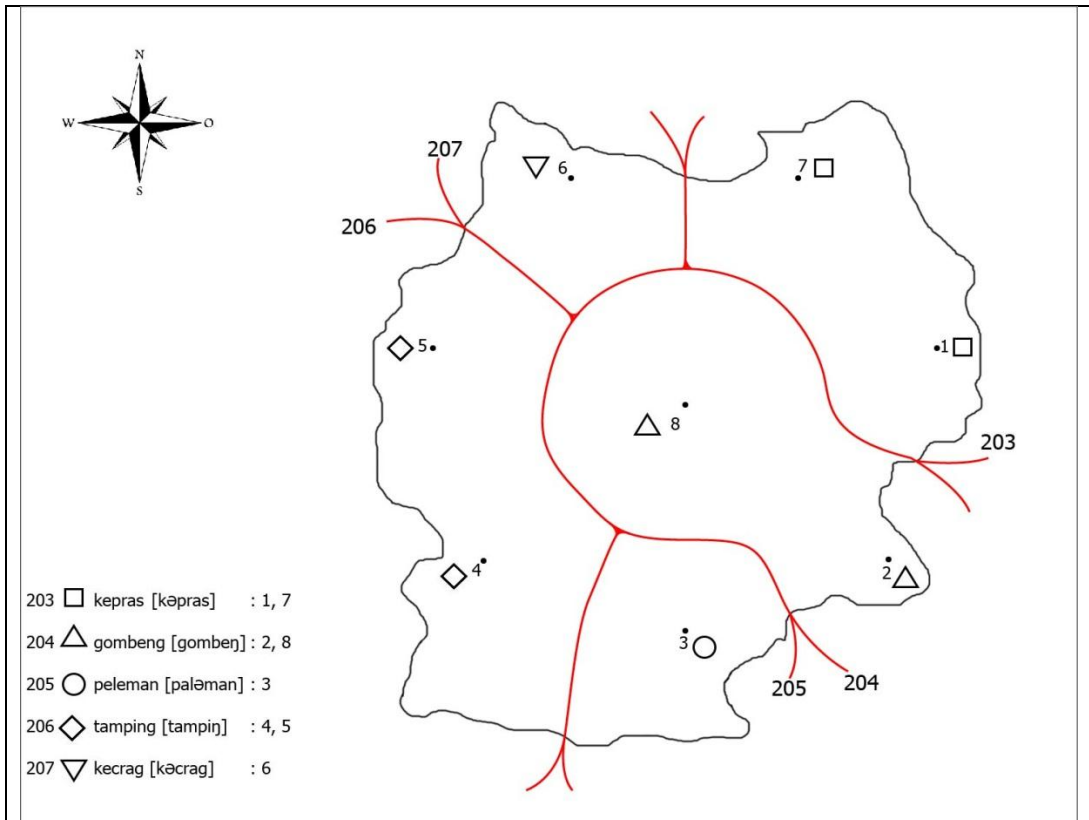 N
W O
S
207
206
6
7
5
1
8
203
4
2
3
205
204
203 kepras [kəpras] : 1, 7
204 gombeng [gombeŋ] : 2, 8
205 peleman [paləman] : 3
206 tamping [tampiŋ] : 4, 5
207 kecrag [kəcrag] : 6